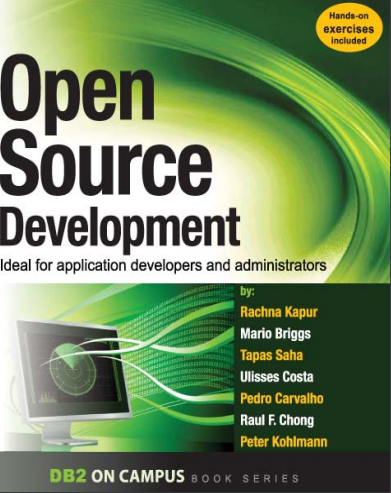 Hands-on
exercises
included
Open
Source
Development
Ideal for application developers and administrators
by:
Rachna Kapur
Mario Briggs
Tapas Saha
Ulisses Costa
Pedro Carvalho
Raul F. Chong
Peter Kohlmann
DB2 ON CAMPUS BOOK SERIES